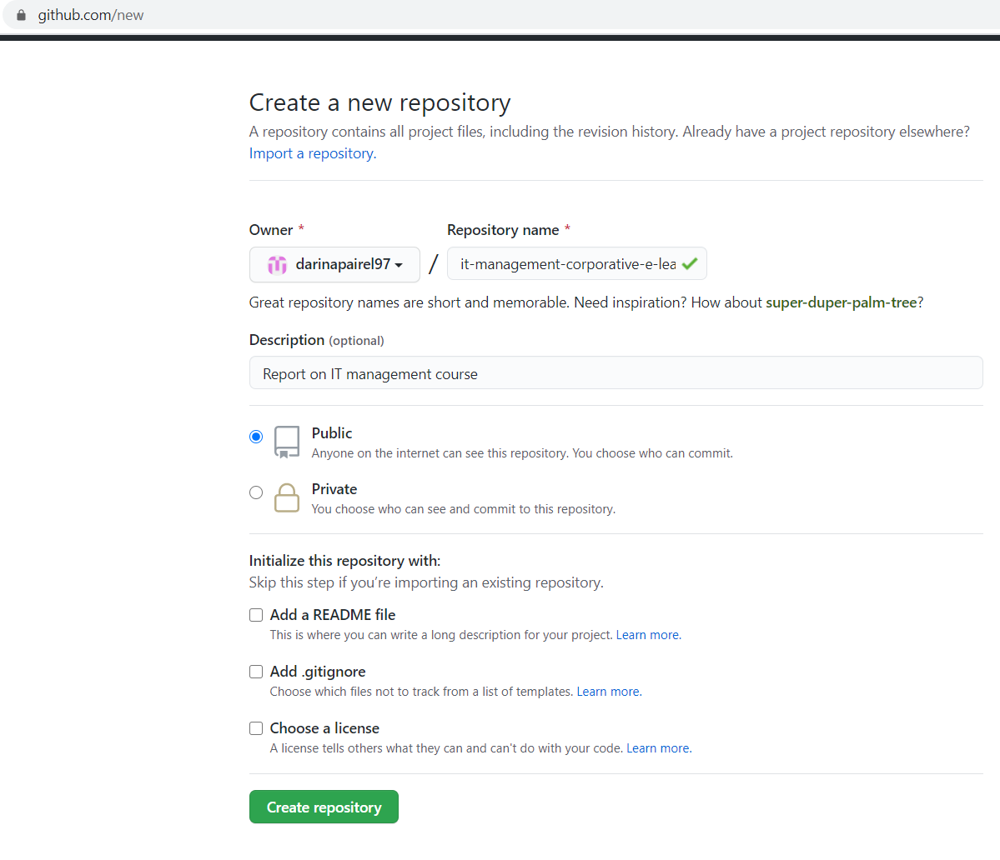 github.com/new
Create a new repository
A repository contains all project files, including the revision history. Already have a project repository elsewhere?
Import a repository.
Owner * Repository name *
darinapairel97 / it-management-corporative-e-lea
Great repository names are short and memorable. Need inspiration? How about super-duper-palm-tree?
Description (optional)
Report on IT management course
Public
Anyone on the internet can see this repository. You choose who can commit.
Private
You choose who can see and commit to this repository.
Initialize this repository with:
Skip this step if you’re importing an existing repository.
Add a README file
This is where you can write a long description for your project. Learn more.
Add .gitignore
Choose which files not to track from a list of templates. Learn more.
Choose a license
A license tells others what they can and can't do with your code. Learn more.
Create repository